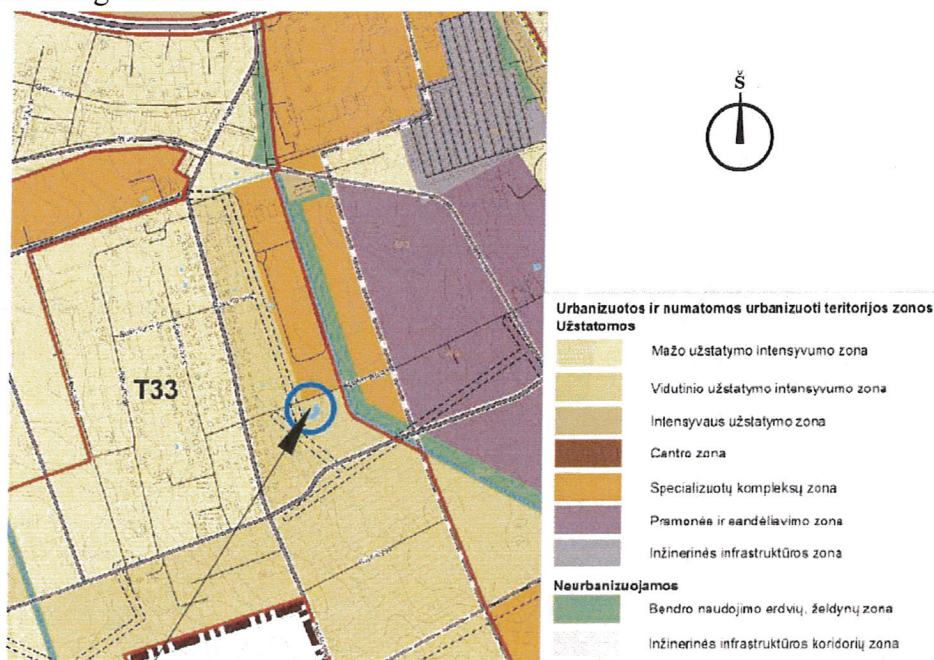 Š
T33
Urbanizuotos ir numatomos urbanizuoti teritorijos zonos
Užstatomos
Mažo užstatymo intensyvumo zona
Vidutinio užstatymo intensyvumo zona
Intensyvaus užstatymo zona
Centro zona
Specializuotų kompleksų zona
Pramonės ir sandėliavimo zona
Inžinerinės infrastruktūros zona
Neurbanizuojamos
Bendro naudojimo erdvių, želdynų zona
Inžinerinės infrastruktūros koridorių zona